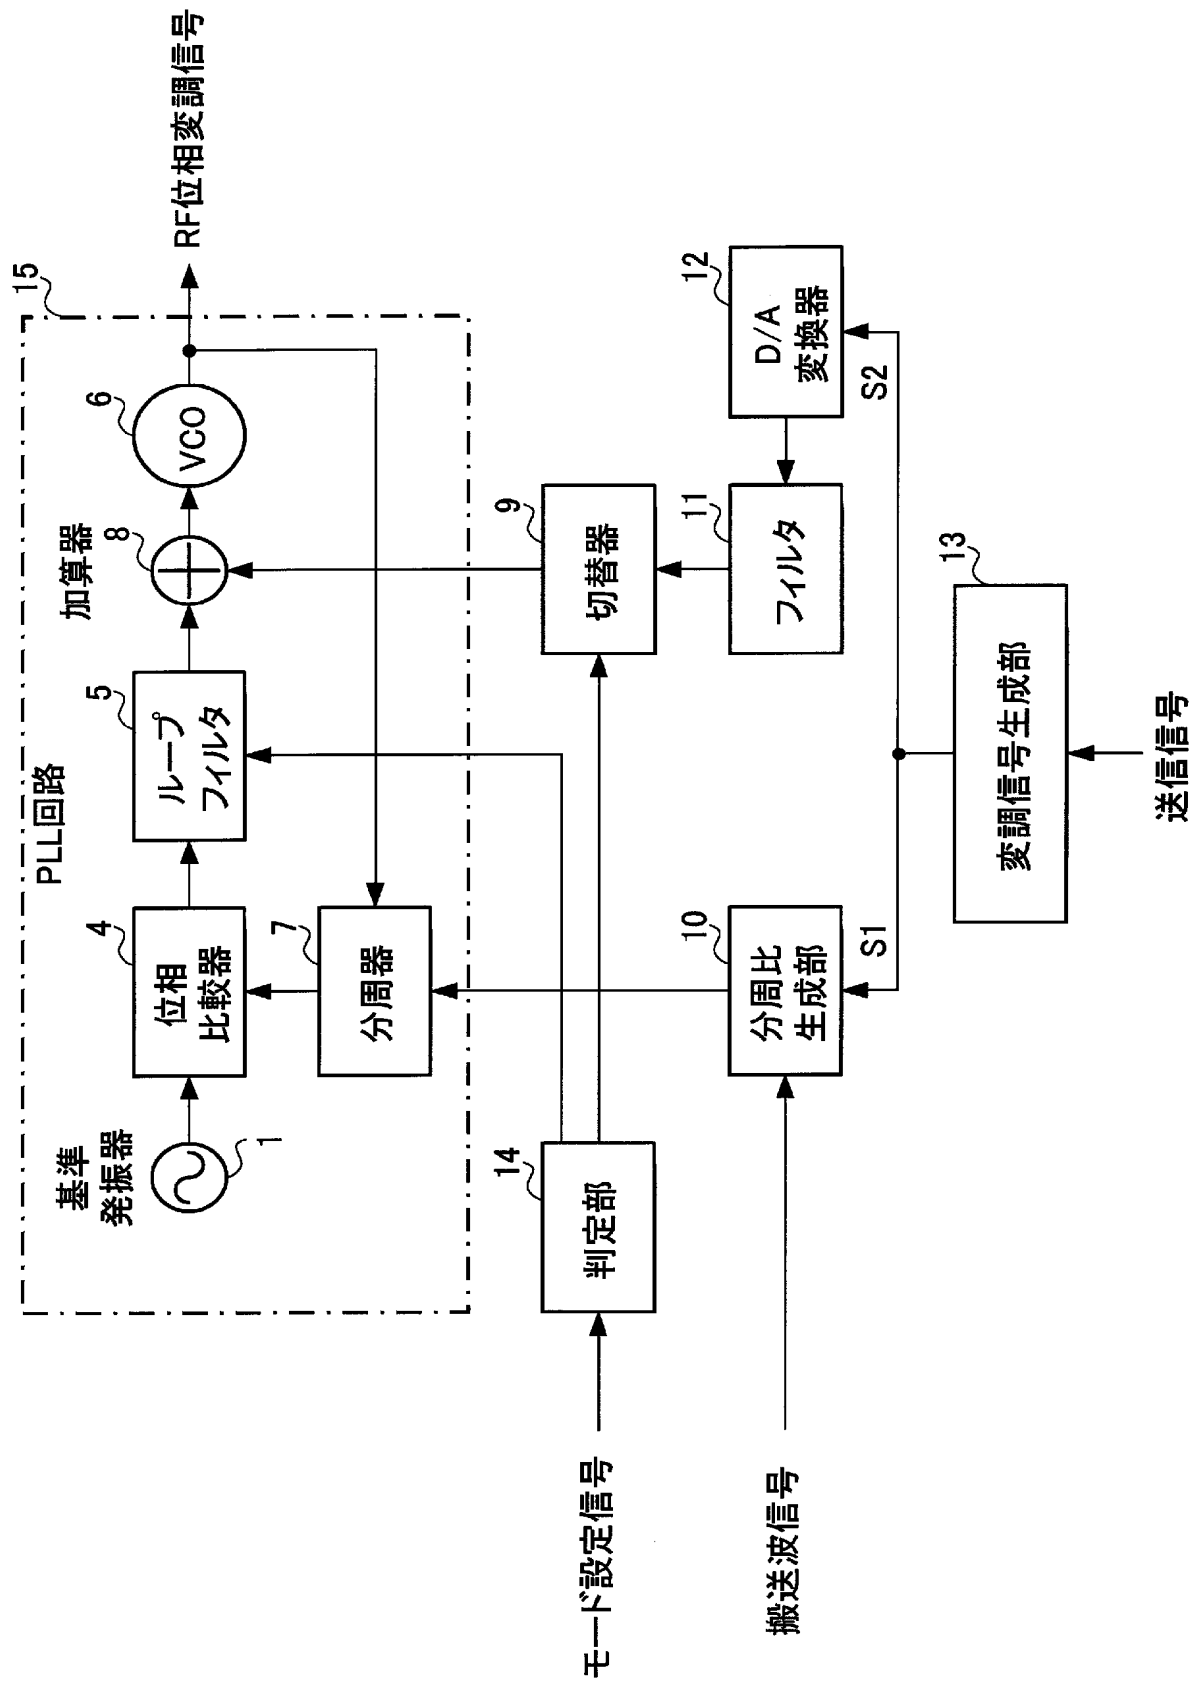 PLL回路
15
基準
発振器
1
位相
比較器
4
ループ
フィルタ
5
加算器
8
VCO
6
RF位相変調信号
分周器
7
モード設定信号
判定部
14
切替器
9
搬送波信号
分周比
生成部
10
フィルタ
11
D/A
変換器
12
S1
S2
変調信号生成部
13
送信信号